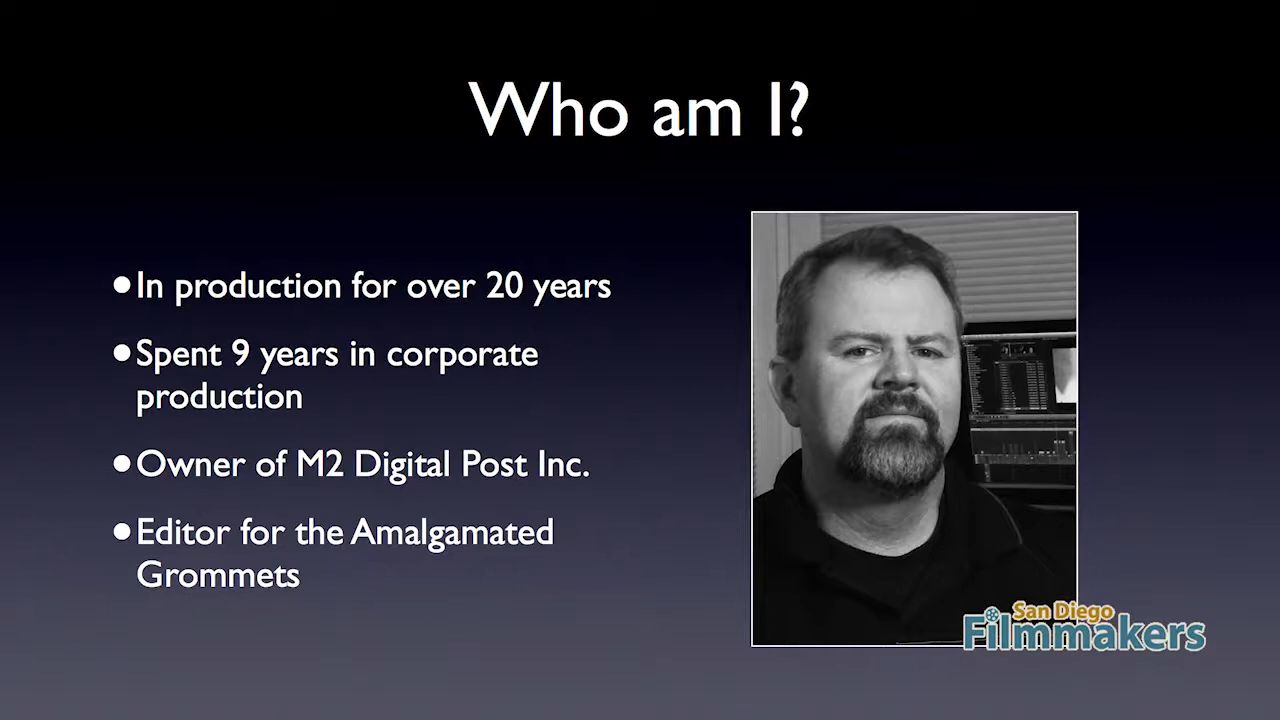 Who am I?
•In production for over 20 years
•Spent 9 years in corporate
production
•Owner of M2 Digital Post Inc.
•Editor for the Amalgamated
Grommets
San Diego
Filmmakers